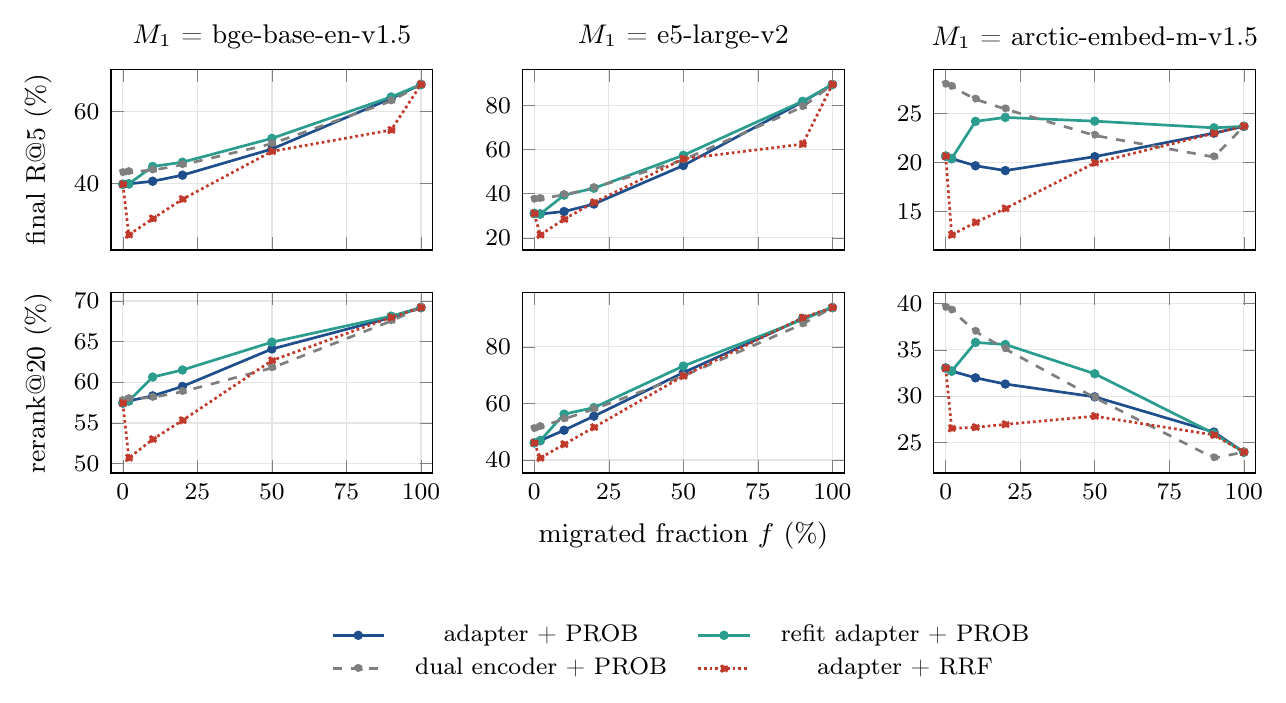 M₁ = bge-base-en-v1.5
M₁ = e5-large-v2
M₁ = arctic-embed-m-v1.5
final R@5 (%)
60
40
80
60
40
20
25
20
15
rerank@20 (%)
70
65
60
55
50
80
60
40
40
35
30
25
0 25 50 75 100
0 25 50 75 100
0 25 50 75 100
migrated fraction f (%)
adapter + PROB
refit adapter + PROB
dual encoder + PROB
adapter + RRF